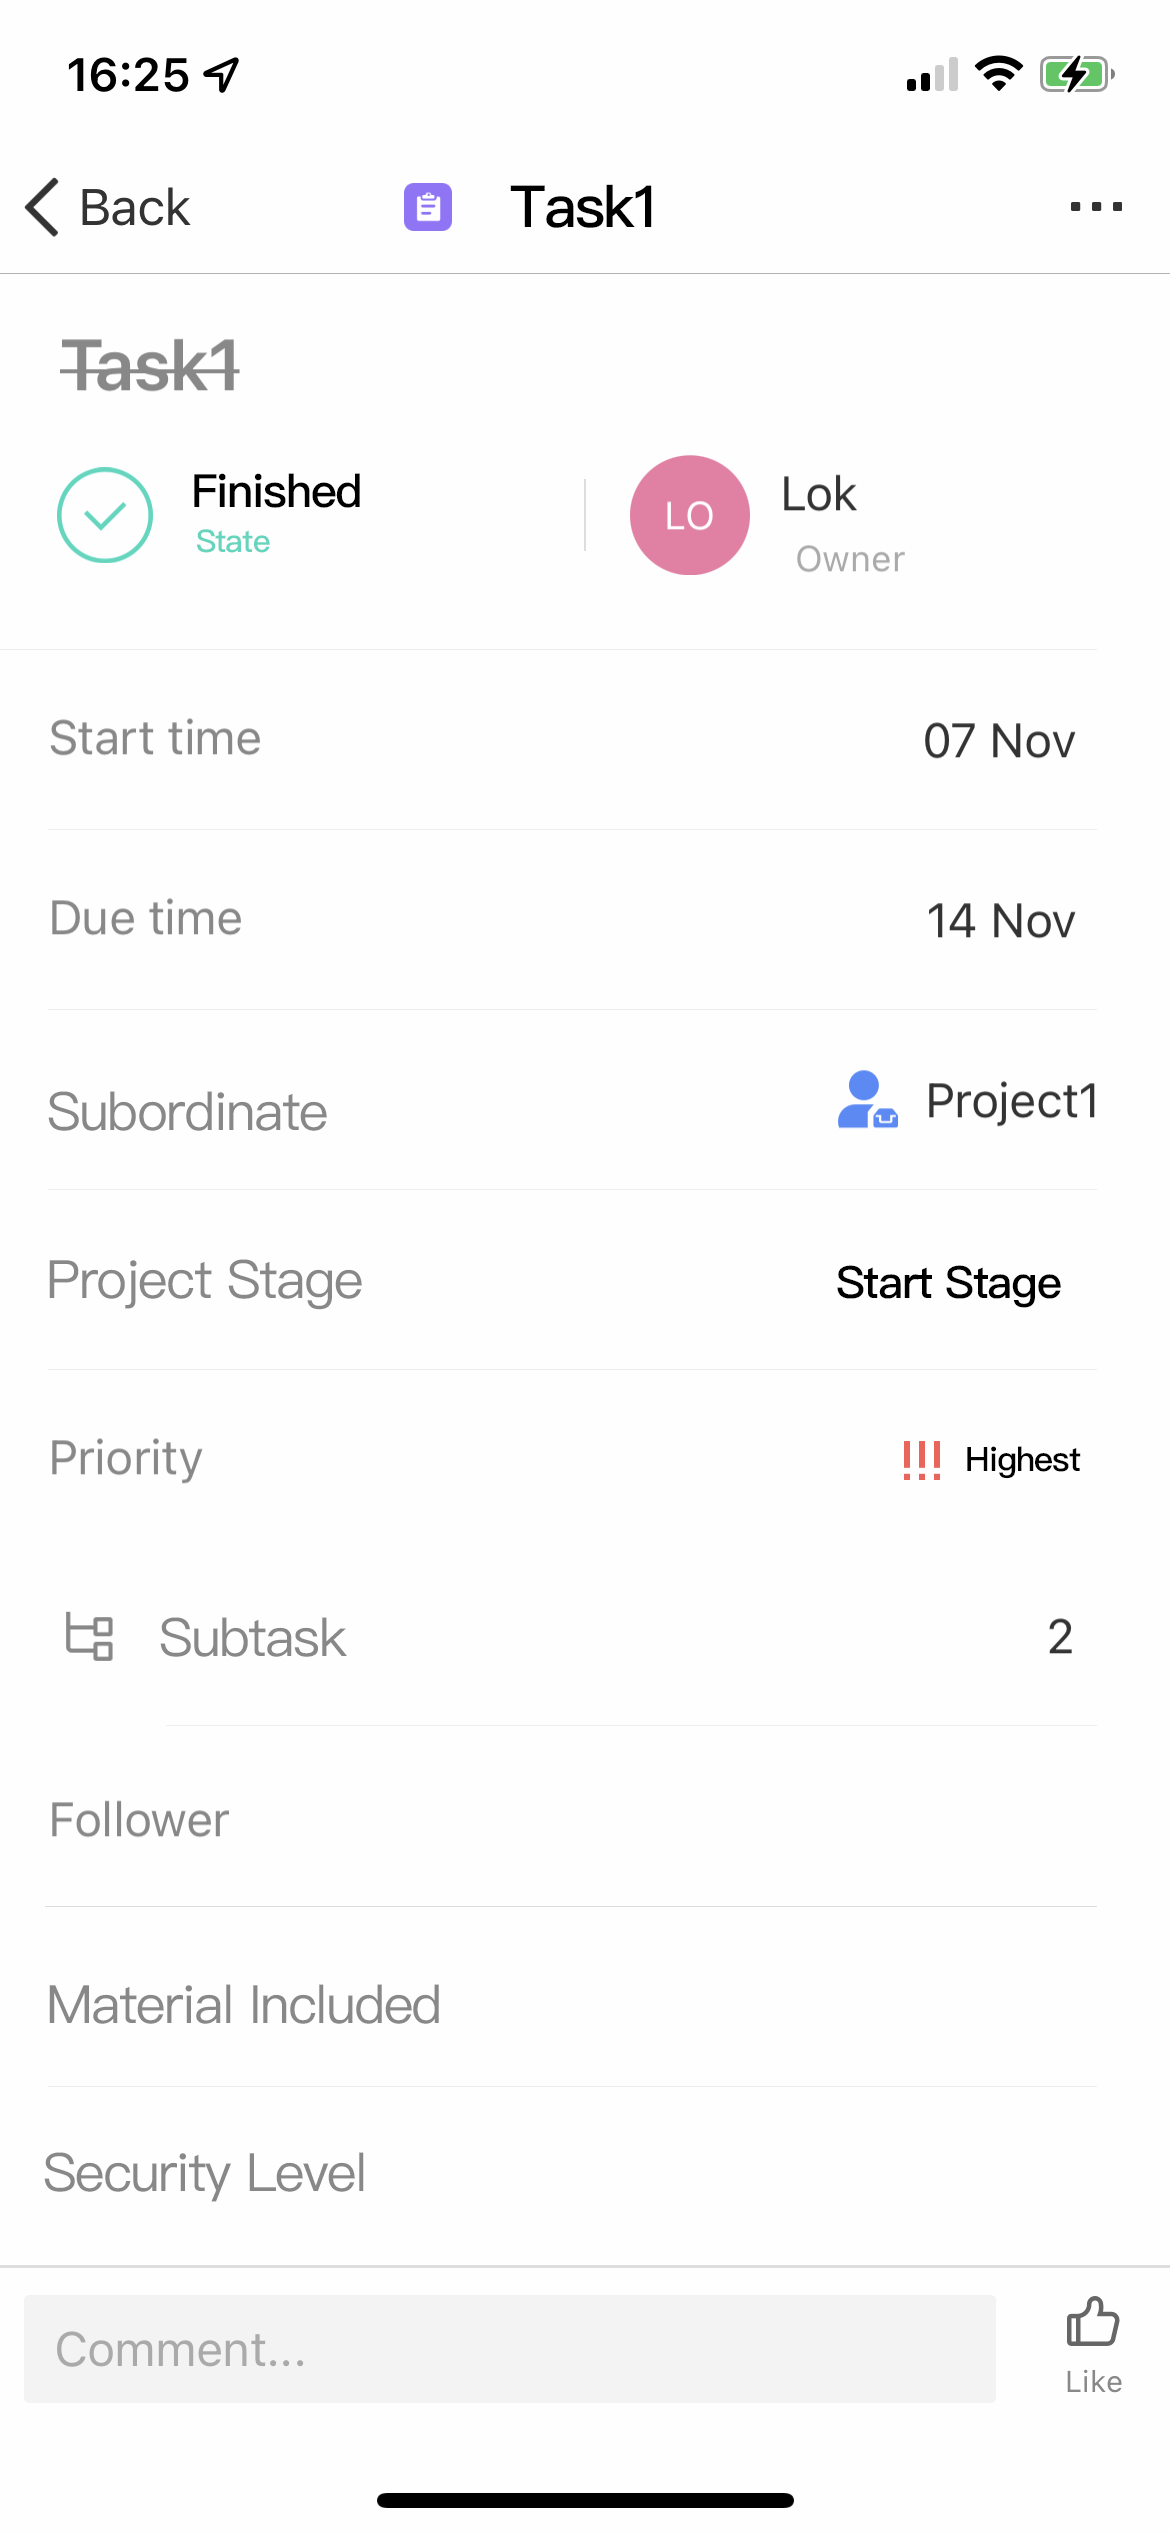 16:25
Back
Task1
Task1
Finished
State
LO
Lok
Owner
Start time
07 Nov
Due time
14 Nov
Subordinate
Project1
Project Stage
Start Stage
Priority
!!! Highest
Subtask
2
Follower
Material Included
Security Level
Comment...
Like